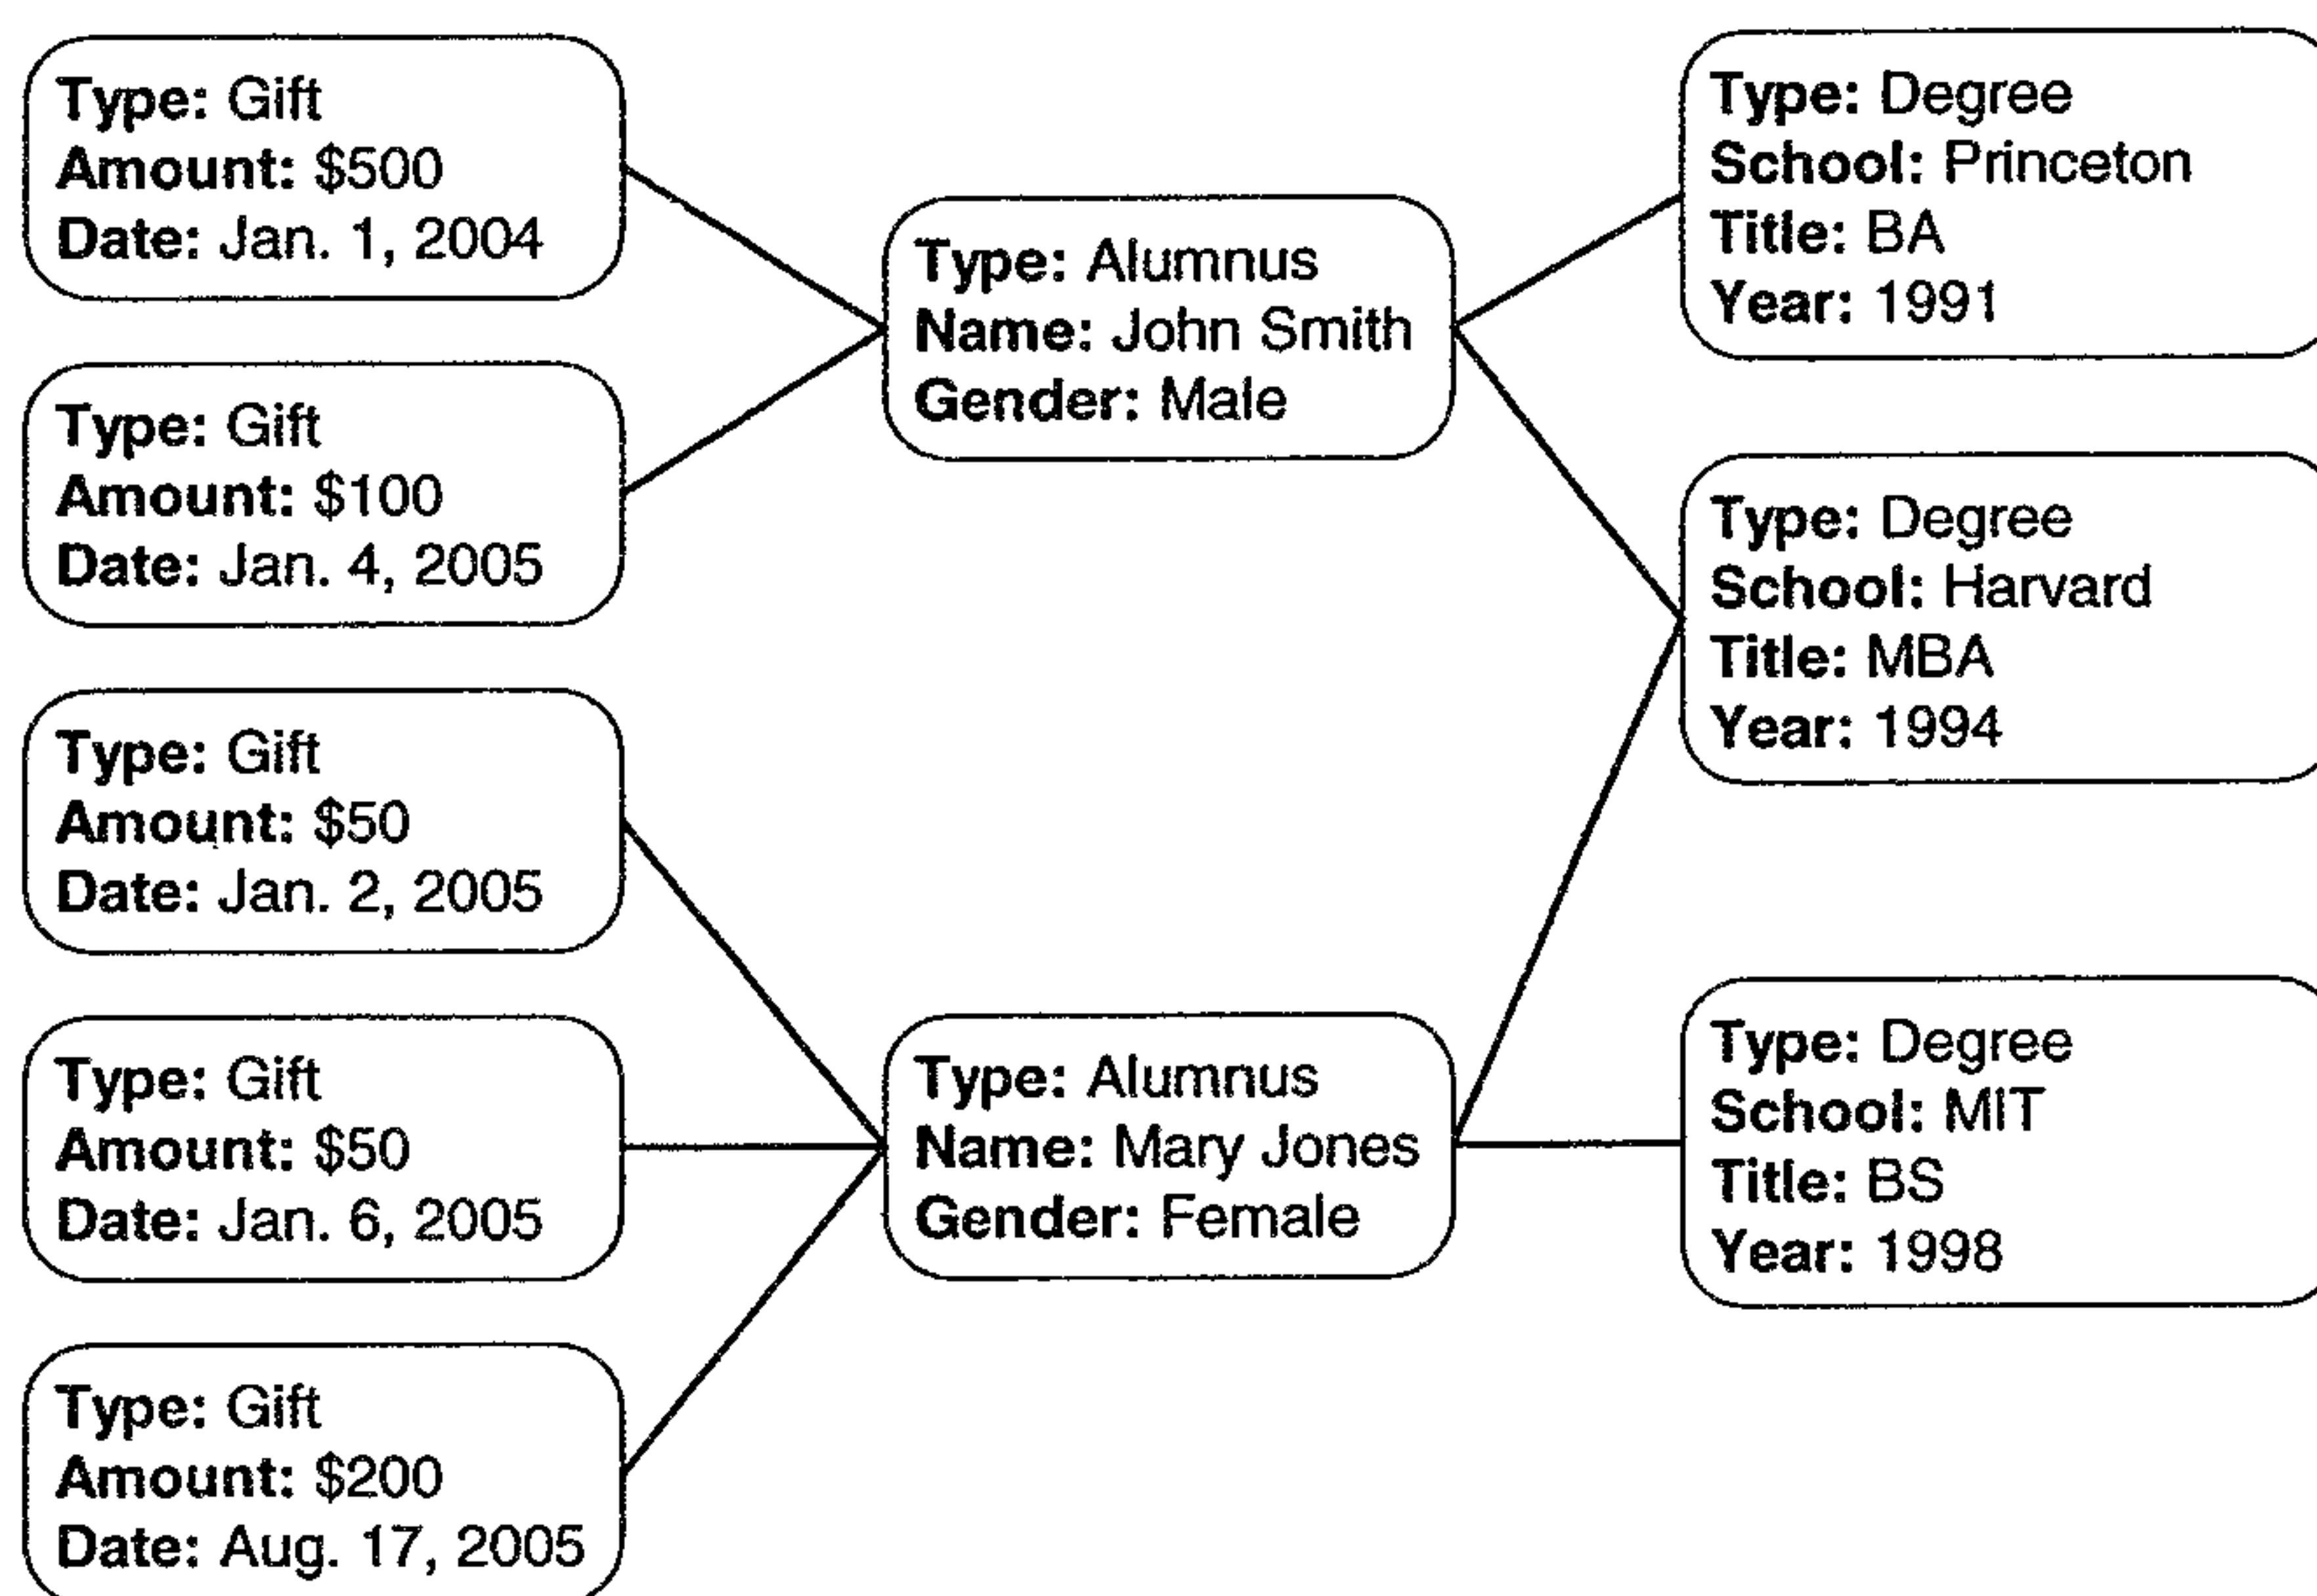 Type: Gift
Amount: $500
Date: Jan. 1, 2004
Type: Gift
Amount: $100
Date: Jan. 4, 2005
Type: Gift
Amount: $50
Date: Jan. 2, 2005
Type: Gift
Amount: $50
Date: Jan. 6, 2005
Type: Gift
Amount: $200
Date: Aug. 17, 2005
Type: Alumnus
Name: John Smith
Gender: Male
Type: Alumnus
Name: Mary Jones
Gender: Female
Type: Degree
School: Princeton
Title: BA
Year: 1991
Type: Degree
School: Harvard
Title: MBA
Year: 1994
Type: Degree
School: MIT
Title: BS
Year: 1998